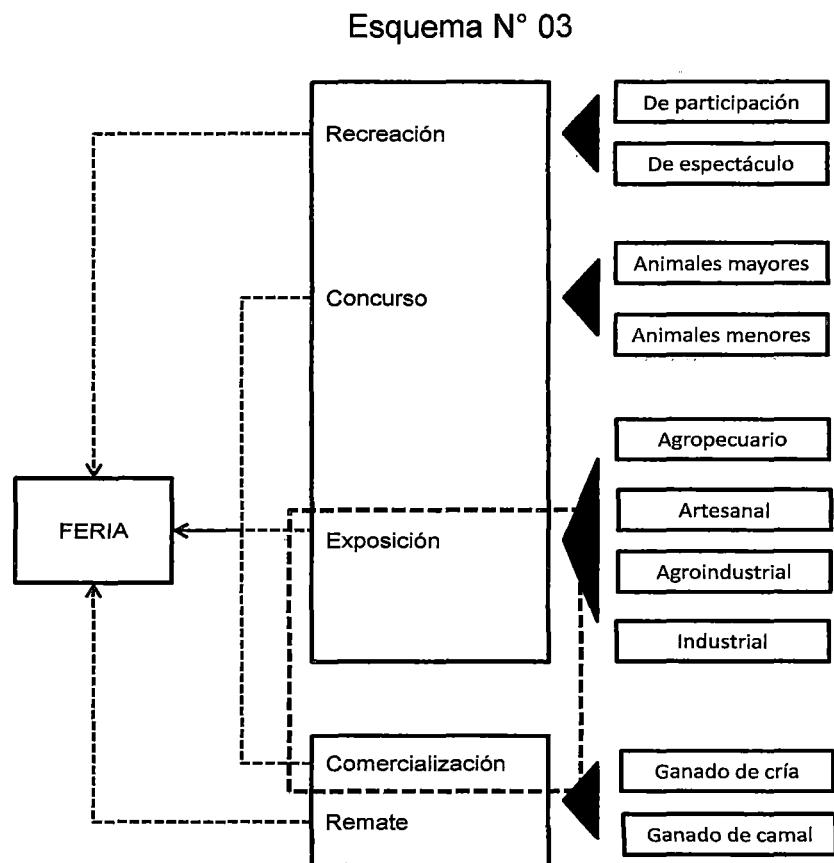 Esquema N° 03
Recreación
De participación
De espectáculo
Concurso
Animales mayores
Animales menores
FERIA
Exposición
Agropecuario
Artesanal
Agroindustrial
Industrial
Comercialización
Remate
Ganado de cría
Ganado de camal